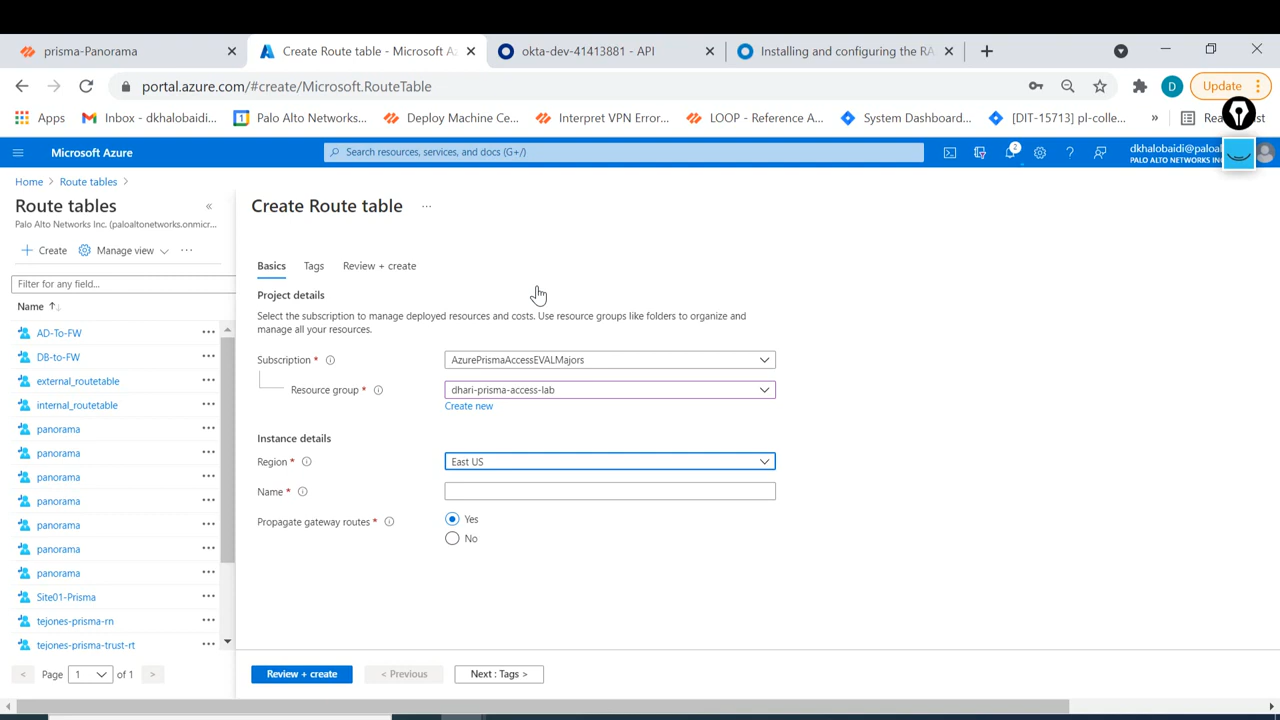 prisma-Panorama
Create Route table - Microsoft A
okta-dev-41413881 - API
Installing and configuring the RA
portal.azure.com/#create/Microsoft.RouteTable
D
Update
Apps
Inbox - dkhalobaidi...
Palo Alto Networks...
Deploy Machine Ce...
Interpret VPN Error...
LOOP - Reference A...
System Dashboard...
[DIT-15713] pl-colle...
»
Microsoft Azure
Search resources, services, and docs (G+/)
2
dkhalobaidi@paloal
PALO ALTO NETWORKS INC
Home > Route tables >
Route tables
«
Palo Alto Networks Inc. (paloaltonetworks.onmicr...
+ Create
Manage view
...
Filter for any field...
Name ↑↓
AD-To-FW
DB-to-FW
external_routetable
internal_routetable
panorama
panorama
panorama
panorama
panorama
panorama
panorama
Site01-Prisma
tejones-prisma-rn
tejones-prisma-trust-rt
< Page 1 of 1 >
Create Route table ...
Basics
Tags
Review + create
Project details
Select the subscription to manage deployed resources and costs. Use resource groups like folders to organize and
manage all your resources.
Subscription *
AzurePrismaAccessEVALMajors
Resource group *
dhari-prisma-access-lab
Create new
Instance details
Region *
East US
Name *
Propagate gateway routes *
Yes
No
Review + create
< Previous
Next : Tags >